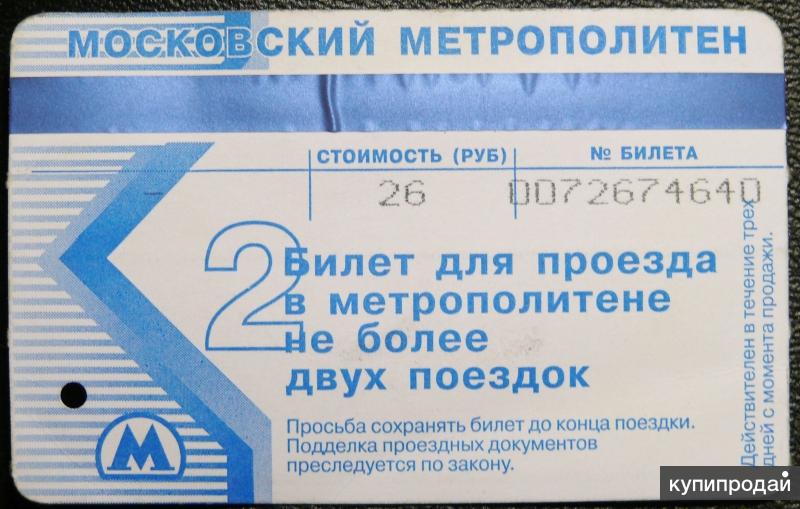 МОСКОВСКИЙ МЕТРОПОЛИТЕН
СТОИМОСТЬ (РУБ)
№ БИЛЕТА
26
0072674640
2
Билет для проезда
в метрополитене
не более
двух поездок
Просьба сохранять билет до конца поездки.
Подделка проездных документов
преследуется по закону.
Действителен в течение трех
дней с момента продажи.
М
купипродай